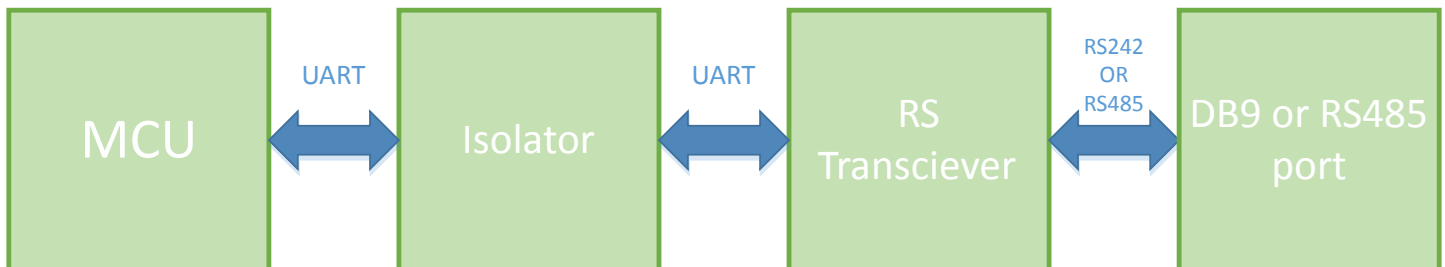 MCU
UART
Isolator
UART
RS
Transciever
RS242
OR
RS485
DB9 or RS485
port